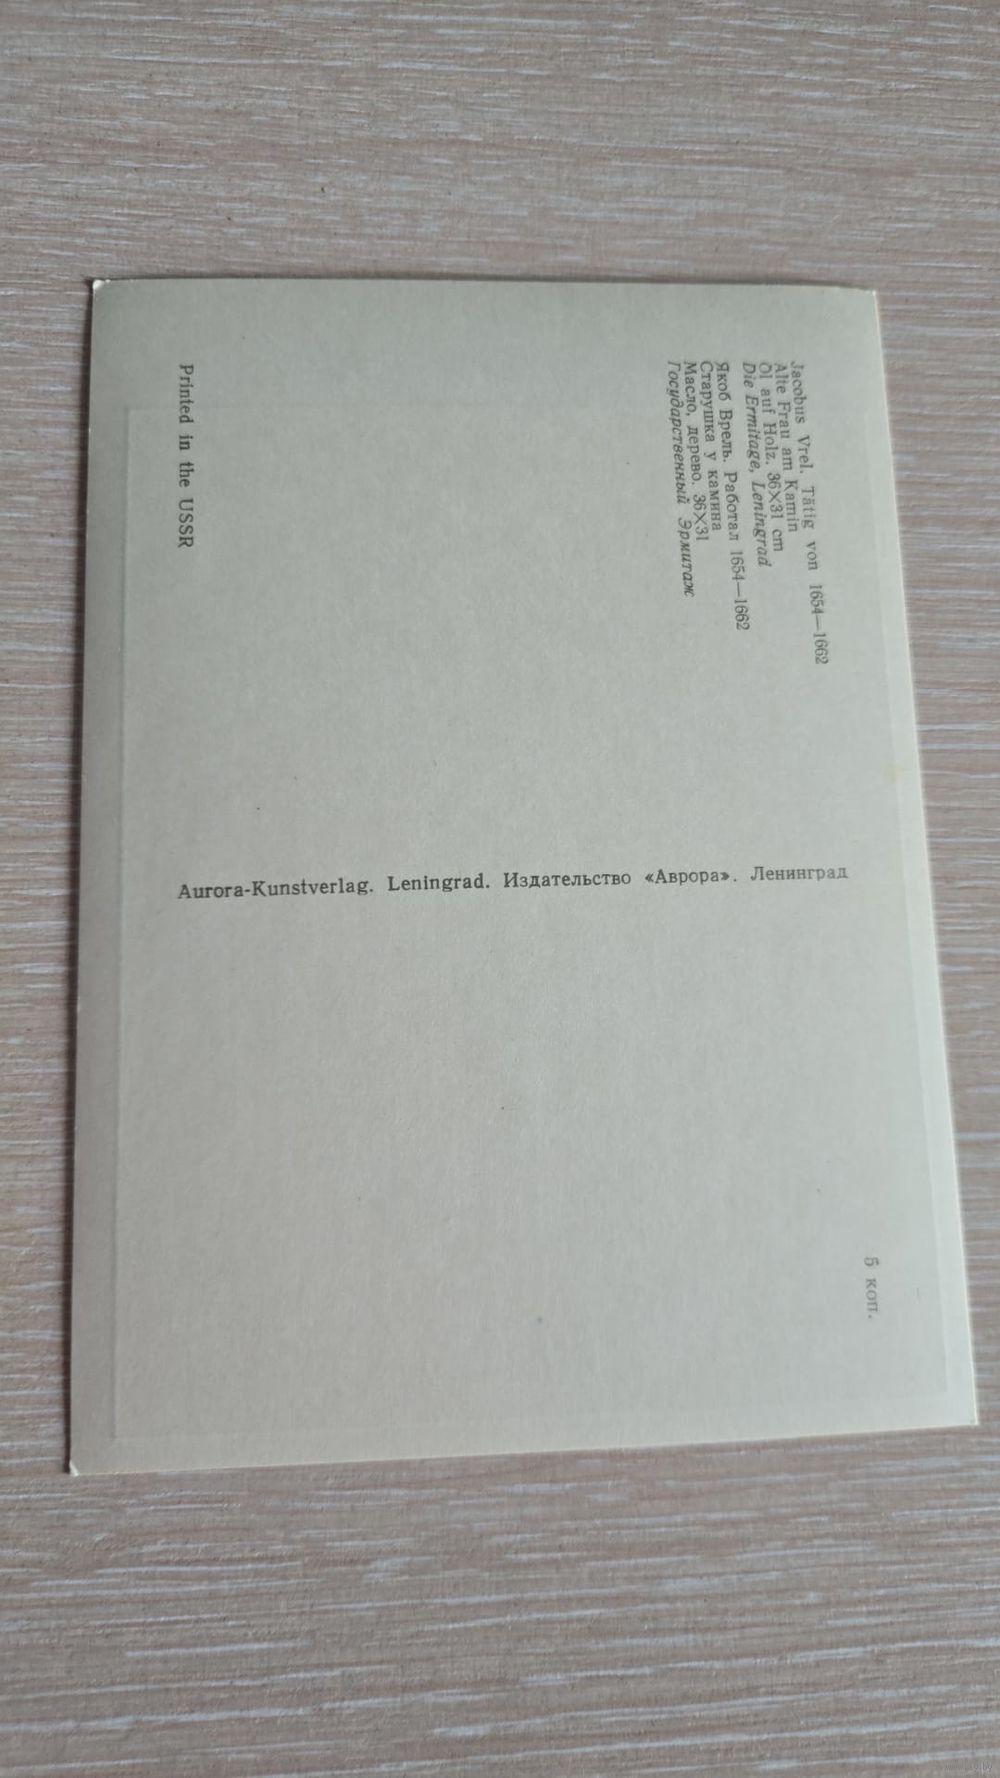 Jacobus Vrel. Tätig von 1654—1662
Alte Frau am Kamin
Öl auf Holz. 36×31 cm
Die Ermitage, Leningrad
Якоб Врель. Работал 1654—1662
Старушка у камина
Масло, дерево. 36×31
Государственный Эрмитаж
Printed in the USSR
Aurora-Kunstverlag. Leningrad. Издательство «Аврора». Ленинград
5 коп.